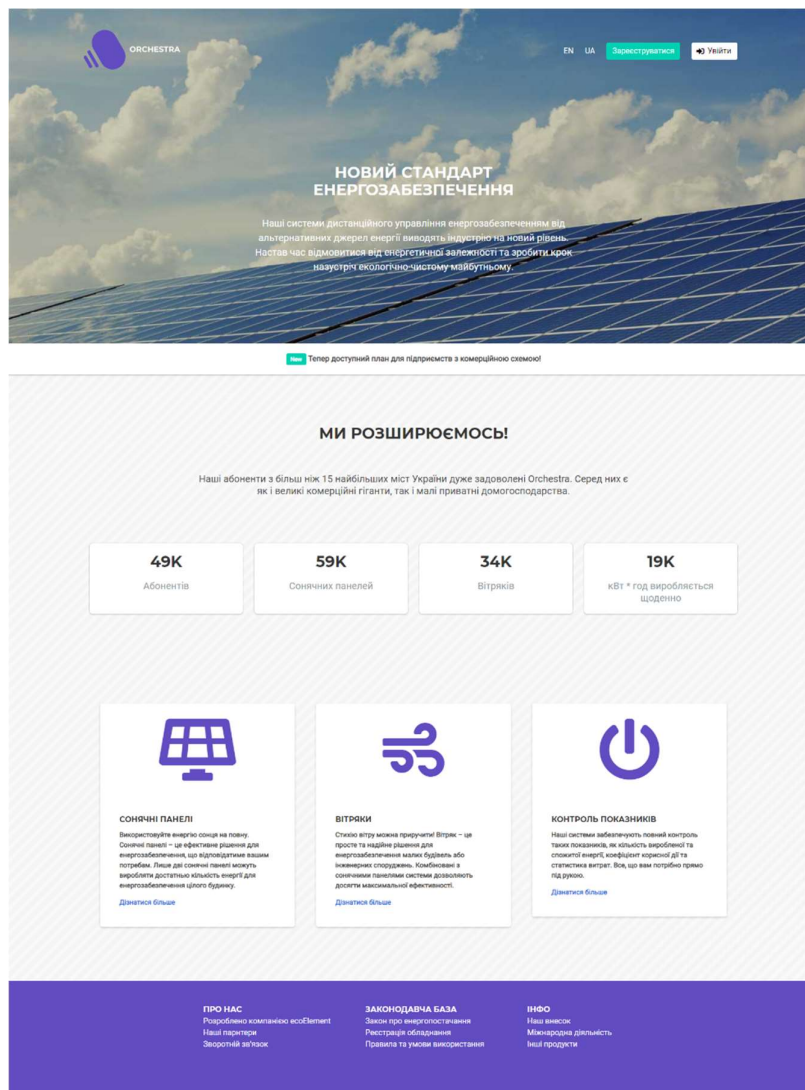 ORCHESTRA
EN UA Зареєструватися Увійти
НОВИЙ СТАНДАРТ
ЕНЕРГОЗАБЕЗПЕЧЕННЯ
Наші системи дистанційного управління енергозабезпеченням від
альтернативних джерел енергії виводять індустрію на новий рівень.
Настав час відмовитися від енергетичної залежності та зробити крок
назустріч екологічно-чистому майбутньому.
New Тепер доступний план для підприємств з комерційною схемою!
МИ РОЗШИРЮЄМОСЬ!
Наші абоненти з більш ніж 15 найбільших міст України дуже задоволені Orchestra. Серед них є
як і великі комерційні гіганти, так і малі приватні домогосподарства.
49K
Абонентів
59K
Сонячних панелей
34K
Вітряків
19K
кВт * год виробляється
щоденно
СОНЯЧНІ ПАНЕЛІ
Використовуйте енергію сонця на повну.
Сонячні панелі – це ефективне рішення для
енергозабезпечення, що відповідатиме вашим
потребам. Лише дві сонячні панелі можуть
виробляти достатньо кількість енергії для
енергозабезпечення цілого будинку.
Дізнатися більше
ВІТРЯКИ
Стихію вітру можна приручити! Вітряк – це
просте та надійне рішення для
енергозабезпечення малих будівель або
інженерних споруджень. Комбіновані з
сонячними панелями системи дозволяють
досягти максимальної ефективності.
Дізнатися більше
КОНТРОЛЬ ПОКАЗНИКІВ
Наші системи забезпечують повний контроль
таких показників, як кількість виробленої та
спожитої енергії, коефіцієнт корисної дії та
статистика витрат. Все, що вам потрібно прямо
під рукою.
Дізнатися більше
ПРО НАС
Розроблено компанією ecoElement
Наші парнтери
Зворотній зв'язок
ЗАКОНОДАВЧА БАЗА
Закон про енергопостачання
Реєстрація обладнання
Правила та умови використання
ІНФО
Наш внесок
Міжнародна діяльність
Інші продукти